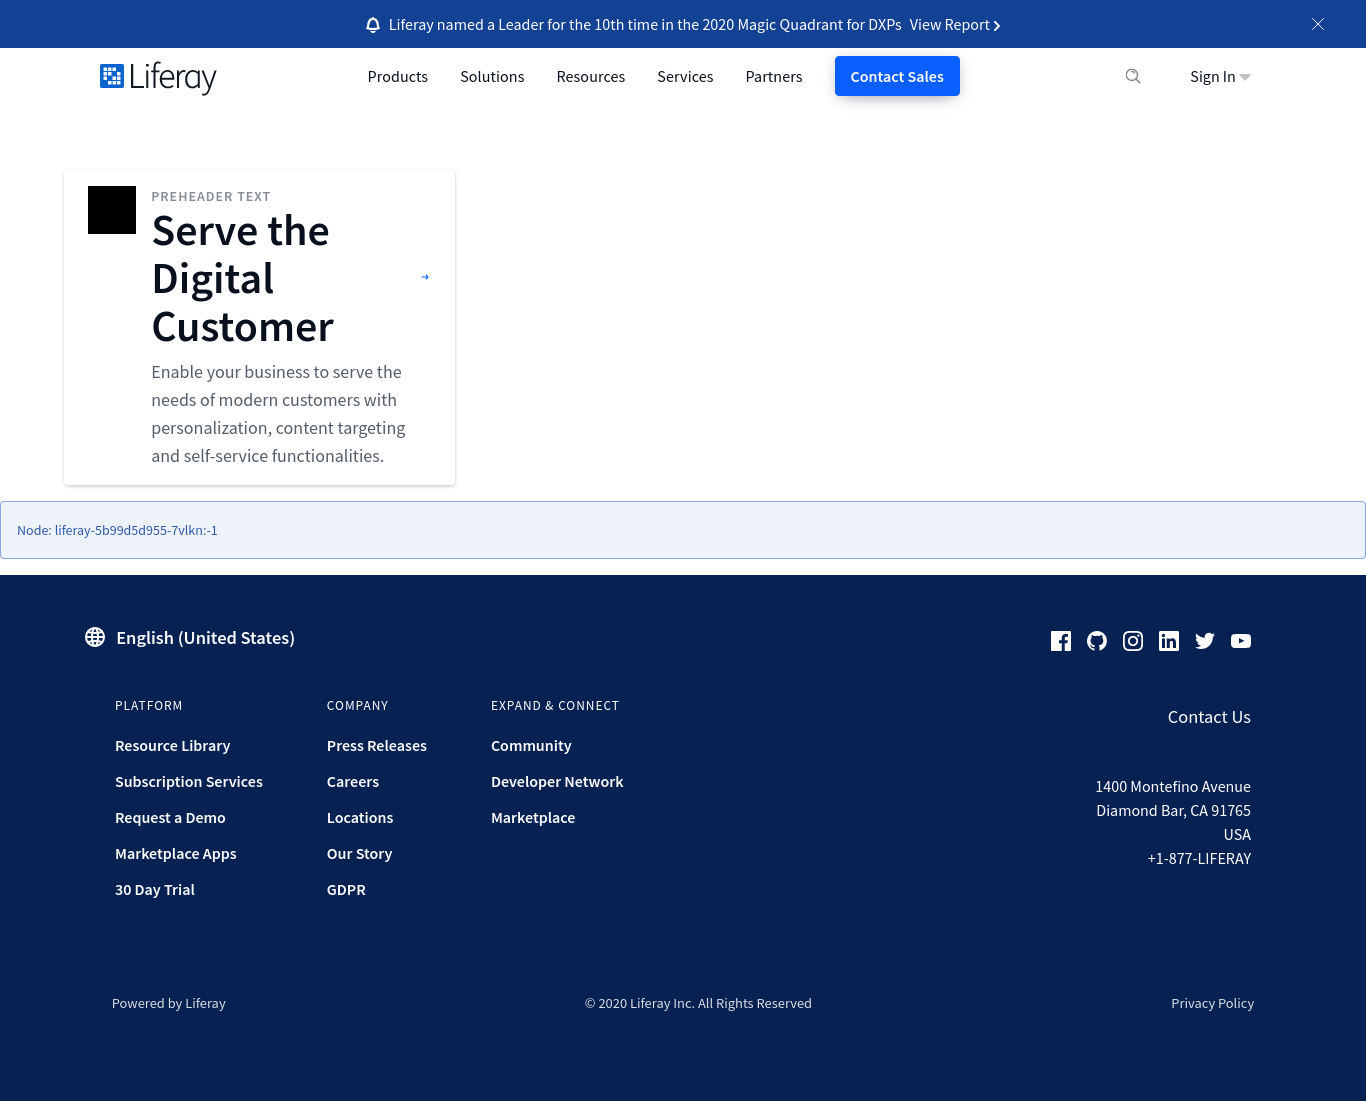 Liferay named a Leader for the 10th time in the 2020 Magic Quadrant for DXPs View Report
Liferay Products Solutions Resources Services Partners Contact Sales Sign In
PREHEADER TEXT
Serve the
Digital
Customer
Enable your business to serve the
needs of modern customers with
personalization, content targeting
and self-service functionalities.
Node: liferay-5b99d5d955-7vlkn:-1
English (United States)
PLATFORM
Resource Library
Subscription Services
Request a Demo
Marketplace Apps
30 Day Trial
COMPANY
Press Releases
Careers
Locations
Our Story
GDPR
EXPAND & CONNECT
Community
Developer Network
Marketplace
Contact Us
1400 Montefino Avenue
Diamond Bar, CA 91765
USA
+1-877-LIFERAY
Powered by Liferay
© 2020 Liferay Inc. All Rights Reserved
Privacy Policy